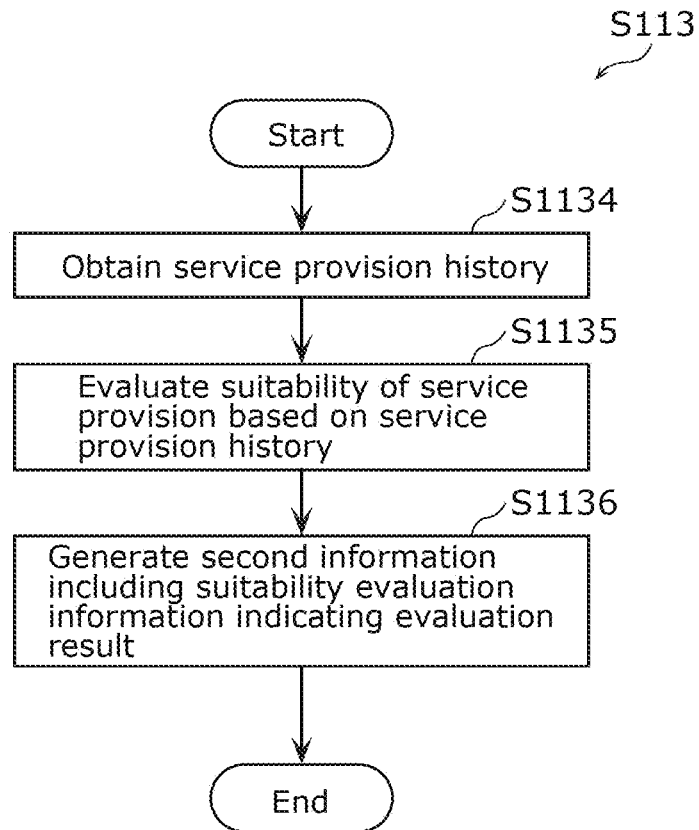 S113
Start
S1134
Obtain service provision history
S1135
Evaluate suitability of service
provision based on service
provision history
S1136
Generate second information
including suitability evaluation
information indicating evaluation
result
End